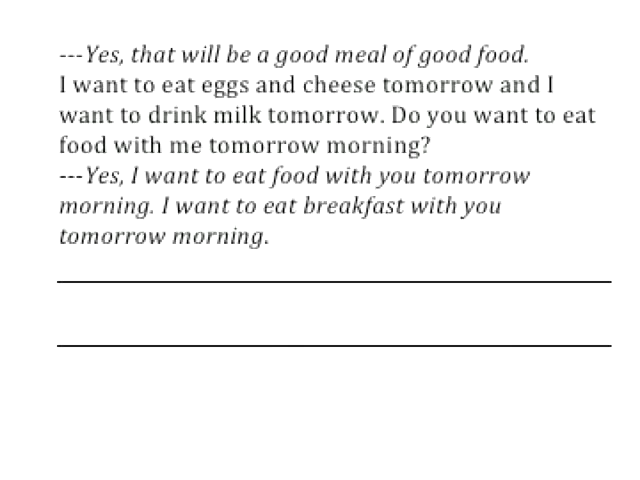 ---Yes, that will be a good meal of good food.
I want to eat eggs and cheese tomorrow and I
want to drink milk tomorrow. Do you want to eat
food with me tomorrow morning?
---Yes, I want to eat food with you tomorrow
morning. I want to eat breakfast with you
tomorrow morning.